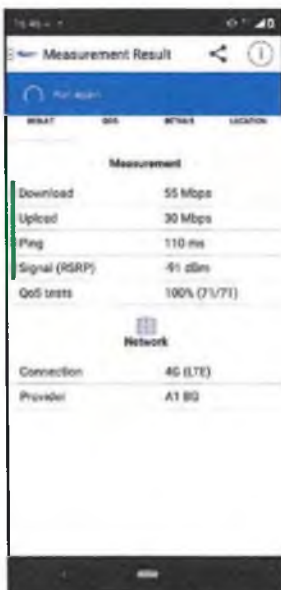 Measurement Result
Run again
RESULT QOS DETAILS LOCATION
Measurement
Download 55 Mbps
Upload 30 Mbps
Ping 110 ms
Signal (RSRP) -91 dBm
QoS tests 100% (71/71)
Network
Connection 4G (LTE)
Provider A1 BG